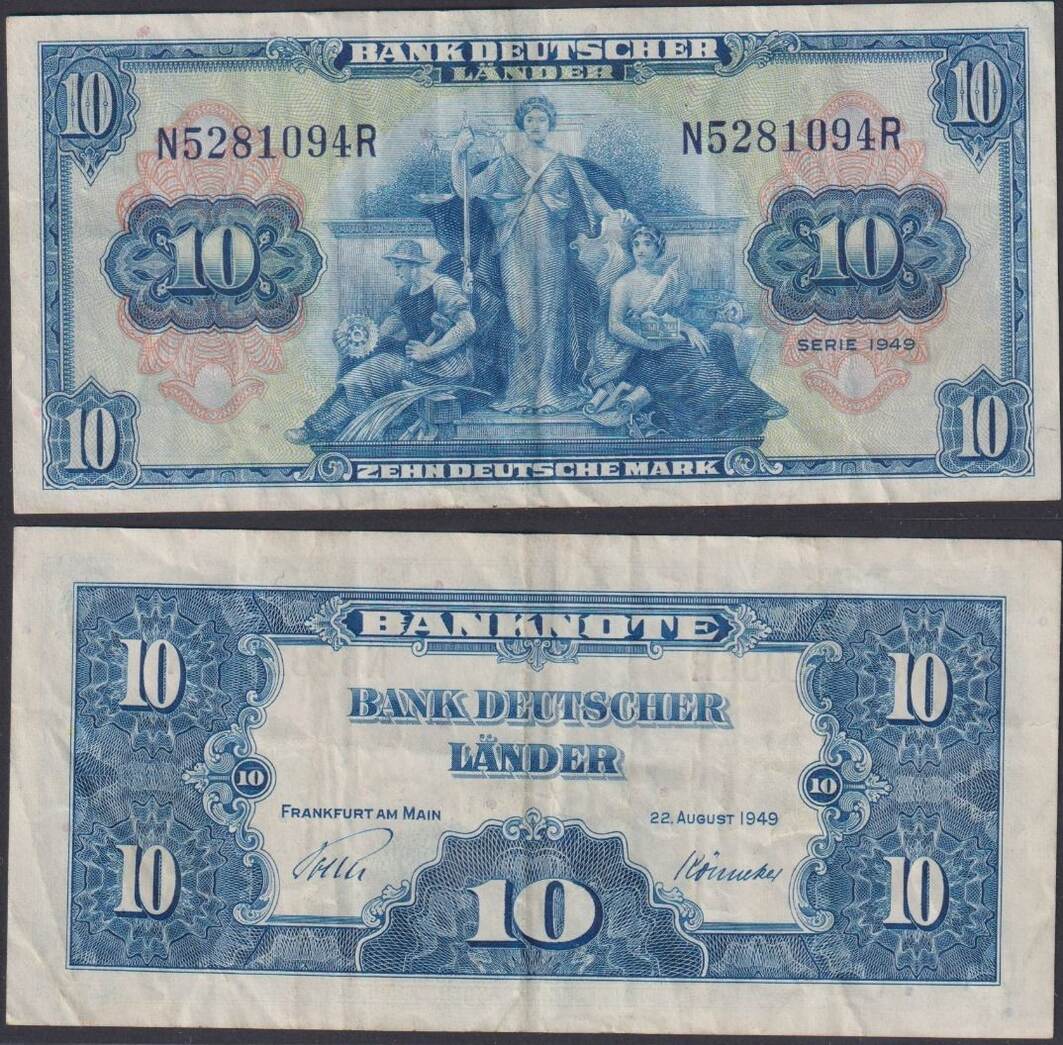 BANK DEUTSCHER
LÄNDER
10 10
N5281094R N5281094R
10 10
SERIE 1949
10 10
ZEHN DEUTSCHE MARK
BANKNOTE
10 10
BANK DEUTSCHER
LÄNDER
10 10
FRANKFURT AM MAIN 22. AUGUST 1949
10 10
10